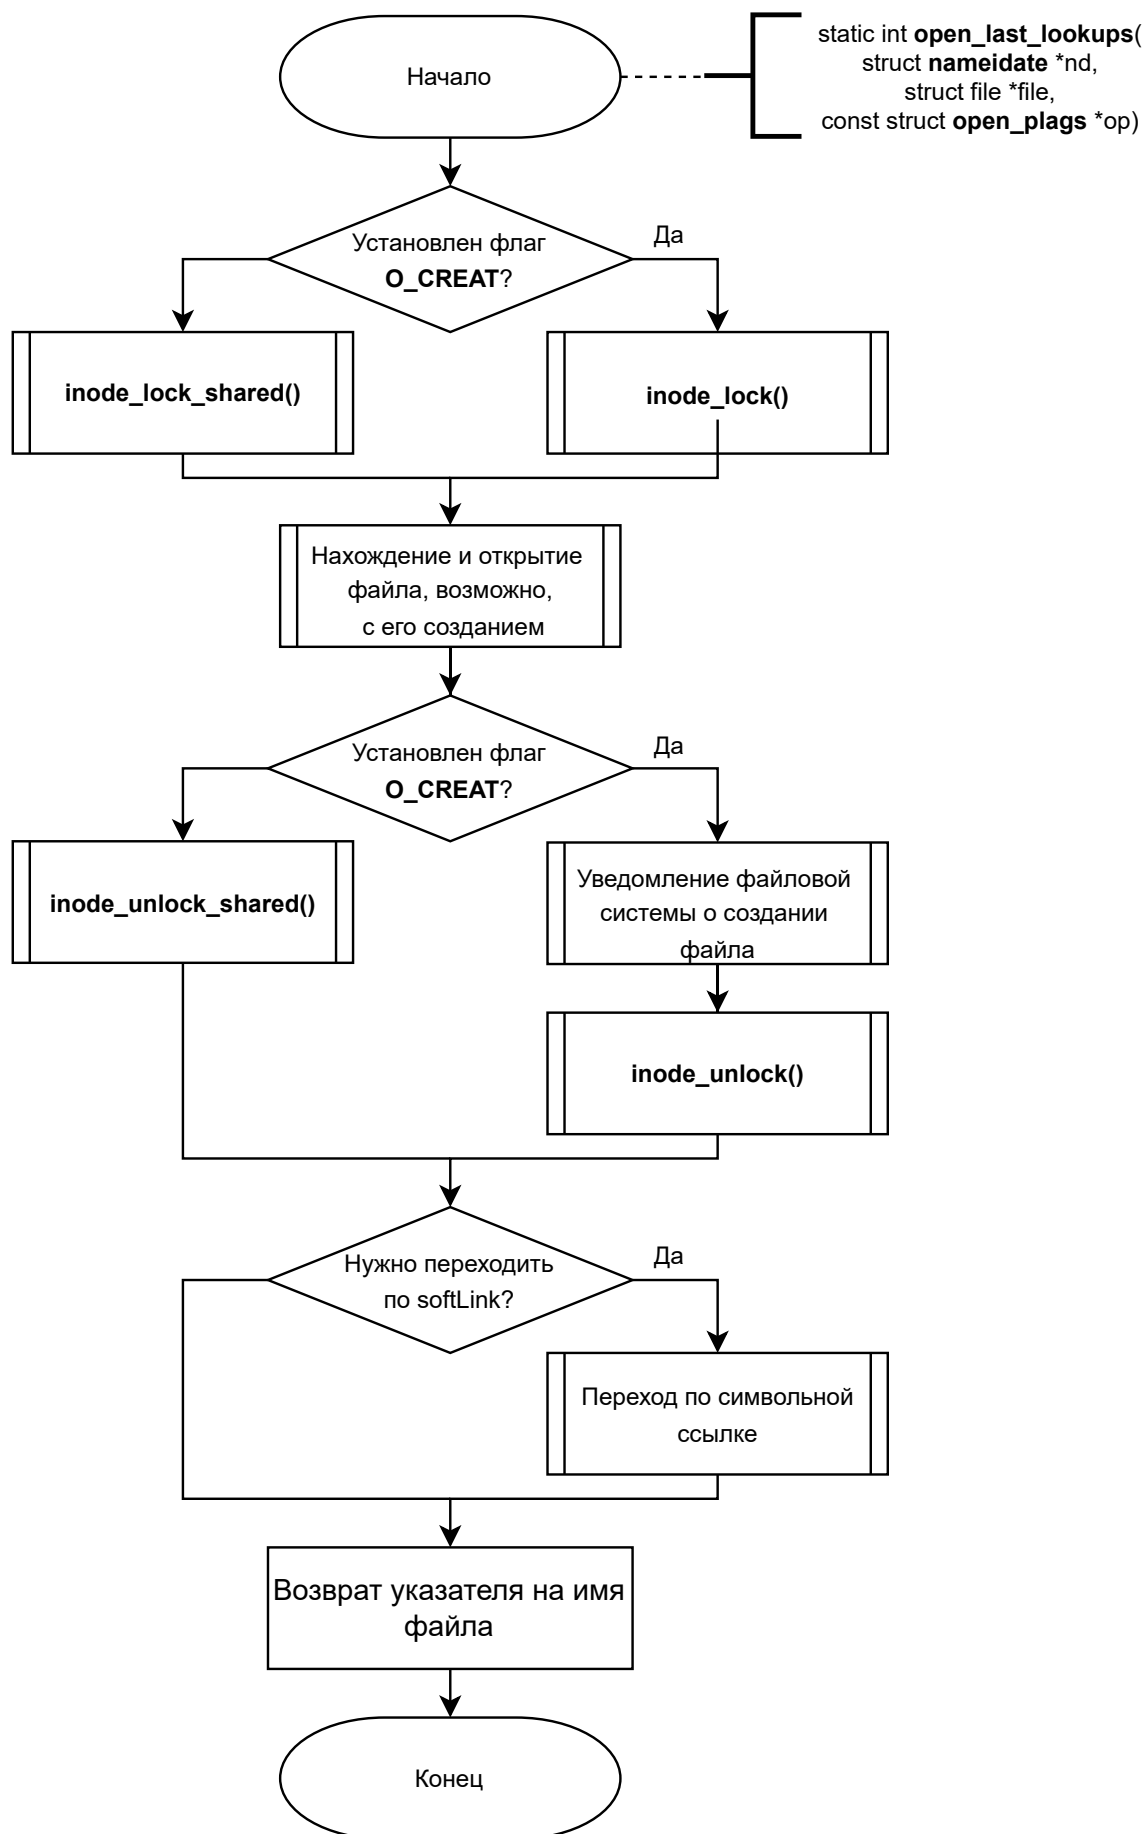 Начало
static int open_last_lookups(
struct nameidate *nd,
struct file *file,
const struct open_plags *op)
Установлен флаг
O_CREAT?
Да
inode_lock_shared()
inode_lock()
Нахождение и открытие
файла, возможно,
с его созданием
Установлен флаг
O_CREAT?
Да
inode_unlock_shared()
Уведомление файловой
системы о создании
файла
inode_unlock()
Нужно переходить
по softLink?
Да
Переход по символьной
ссылке
Возврат указателя на имя
файла
Конец